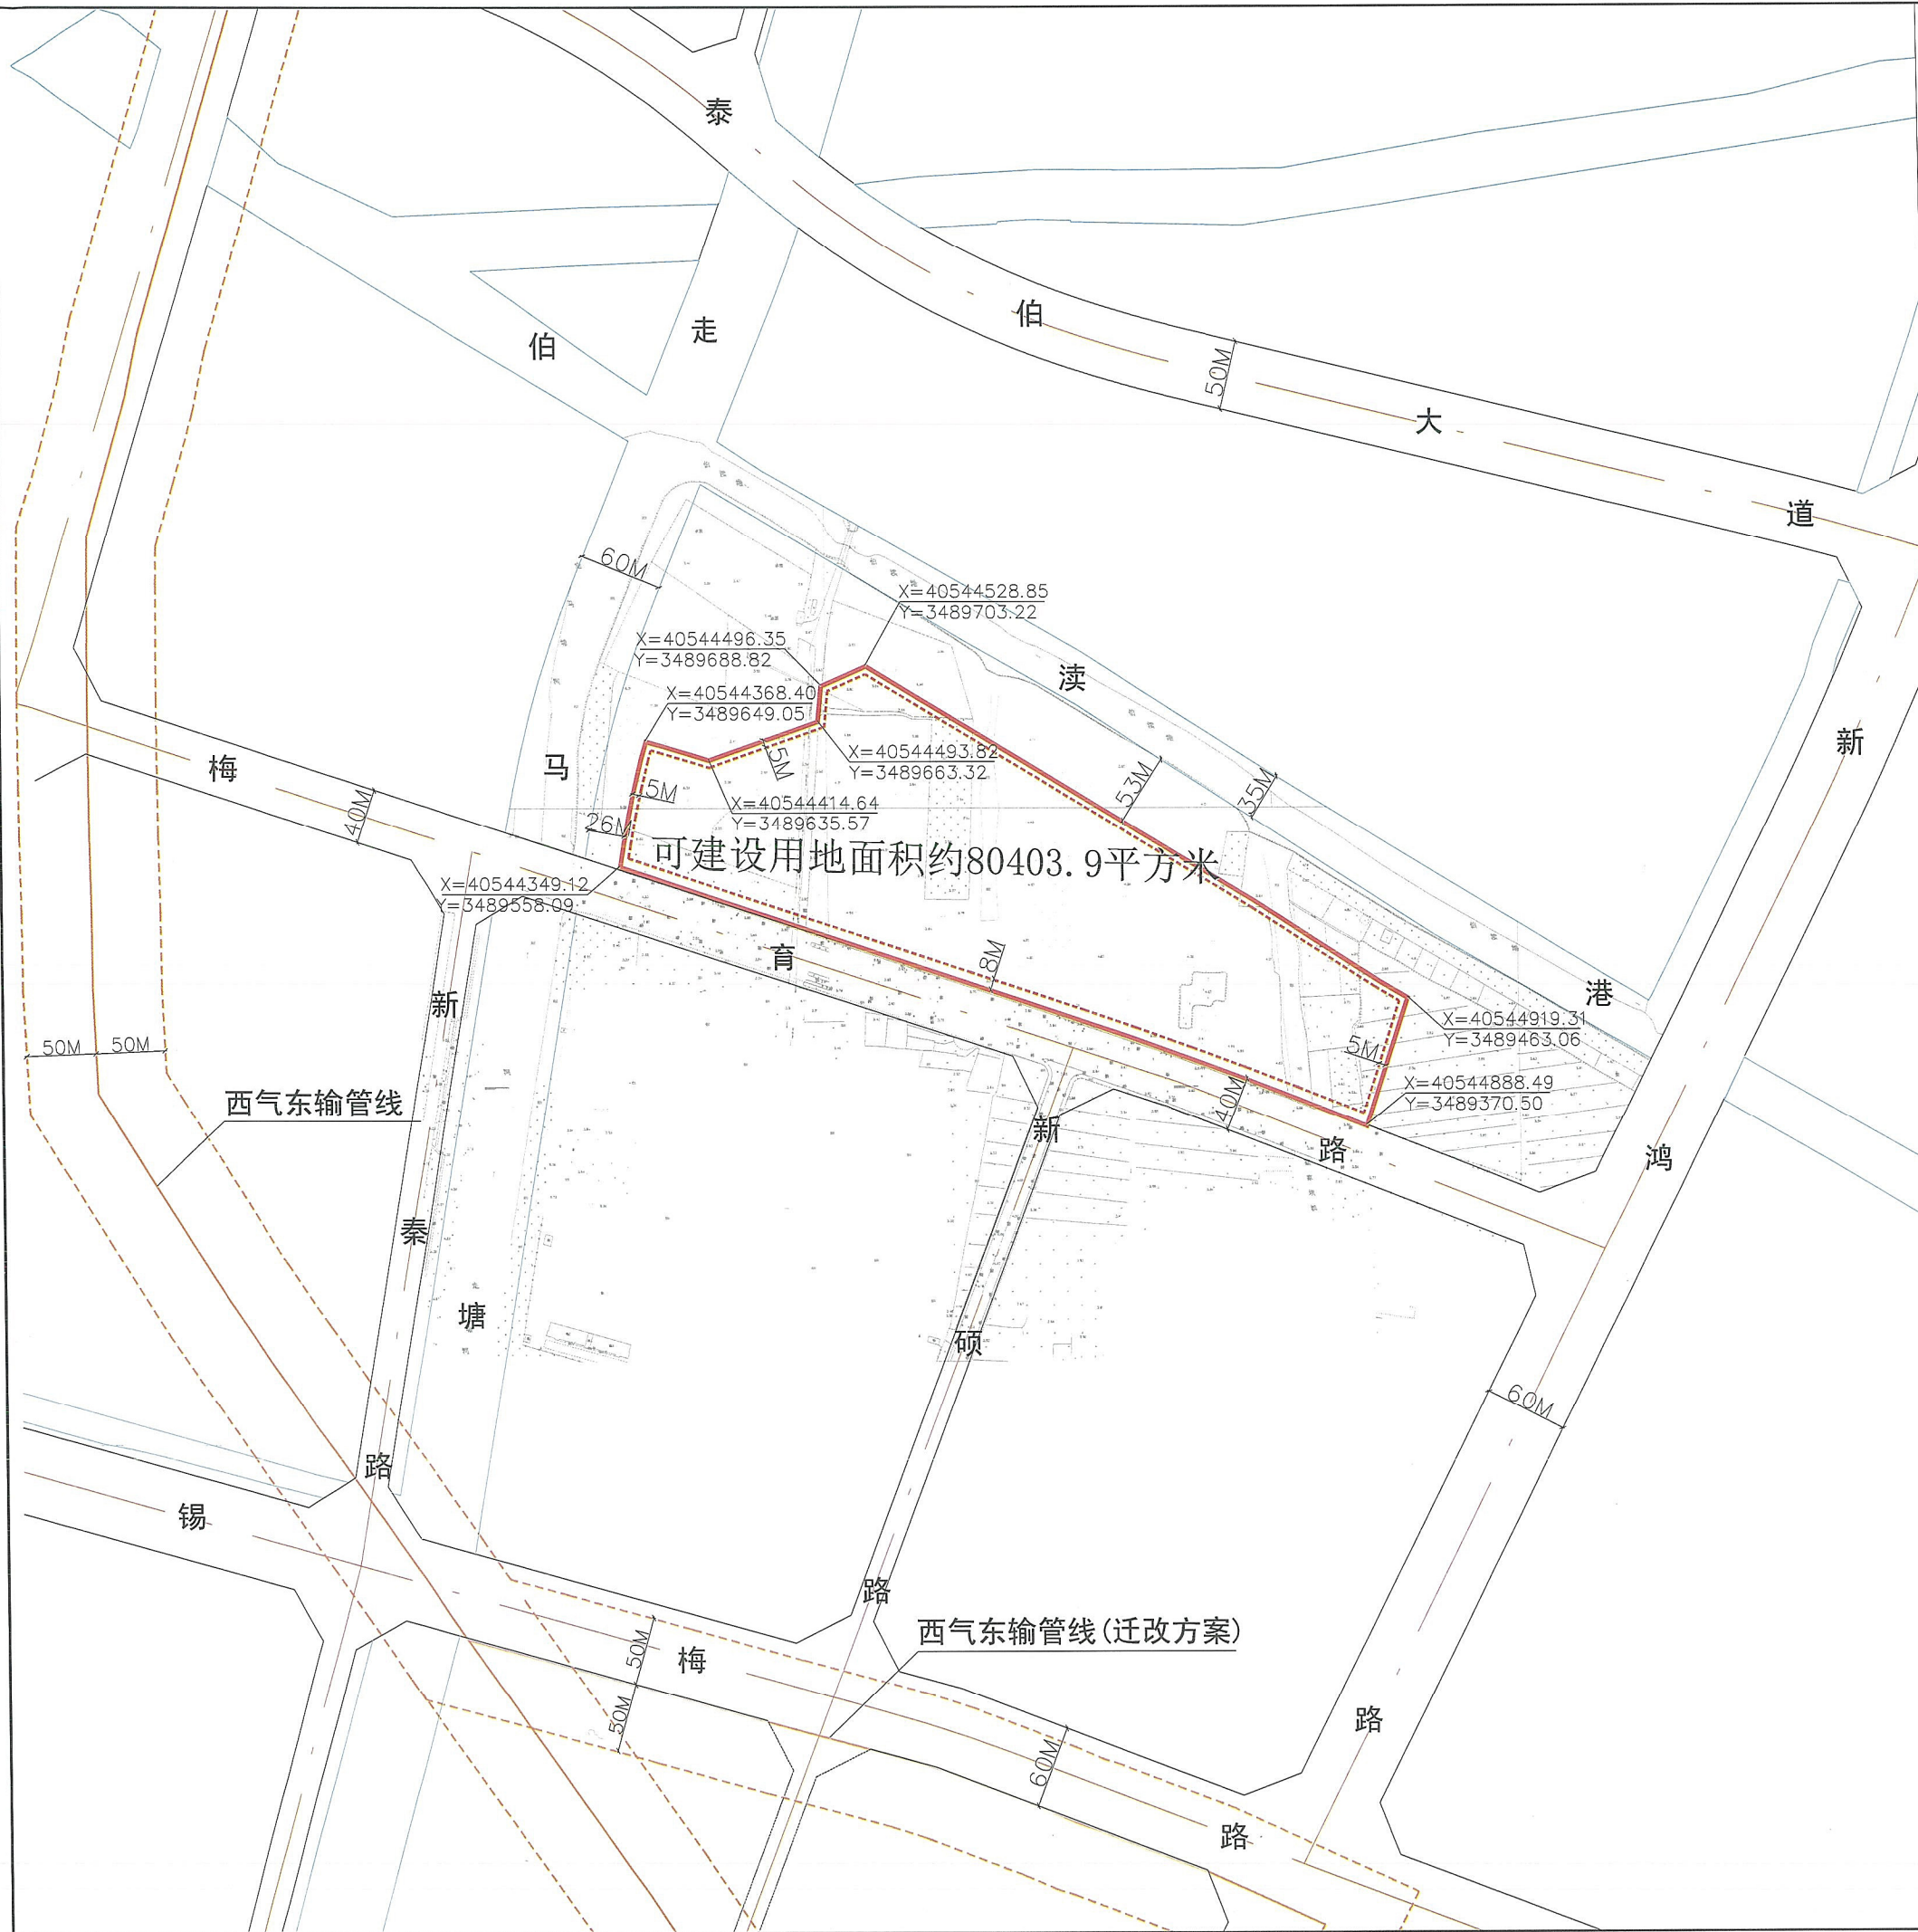 泰
伯
走
伯
50M
大
道
60M
X=40544528.85
Y=3489703.22
X=40544496.35
Y=3489688.82
渎
X=40544368.40
Y=3489649.05
新
梅
马
5M
X=40544493.82
Y=3489663.32
53M
35M
40M
5M
26M
X=40544414.64
Y=3489635.57
可建设用地面积约80403.9平方米
X=40544349.12
Y=3489558.09
育
8M
新
港
X=40544919.31
Y=3489463.06
50M
50M
5M
西气东输管线
X=40544888.49
Y=3489370.50
40M
新
路
鸿
秦
塘
硕
60M
路
锡
路
西气东输管线(迁改方案)
50M
梅
50M
路
60M
路